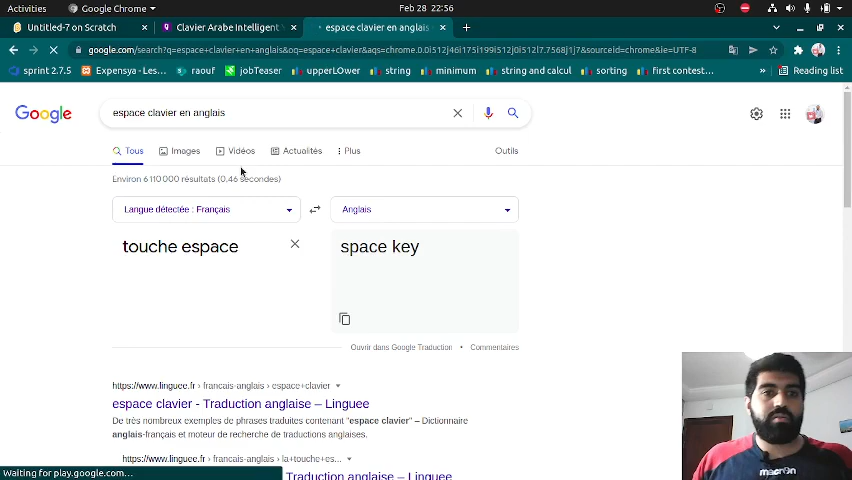 Activities
Google Chrome
Feb 28 22:56
Untitled-7 on Scratch
Clavier Arabe Intelligent
espace clavier en anglais
google.com/search?q=espace+clavier+en+anglais&oq=espace+clavier&aqs=chrome.0.0i512j46i175i199i512j0i512l7.7568j1j7&sourceid=chrome&ie=UTF-8
sprint 2.7.5
Expensya - Les...
raouf
jobTeaser
upperLOwer
string
minimum
string and calcul
sorting
first contest...
»
Reading list
Google
espace clavier en anglais
Tous
Images
Vidéos
Actualités
Plus
Outils
Environ 6 110 000 résultats (0,46 secondes)
Langue détectée : Français
Anglais
touche espace
space key
Ouvrir dans Google Traduction • Commentaires
https://www.linguee.fr › francais-anglais › espace+clavier
espace clavier - Traduction anglaise – Linguee
De très nombreux exemples de phrases traduites contenant "espace clavier" – Dictionnaire
anglais-français et moteur de recherche de traductions anglaises.
https://www.linguee.fr › francais-anglais › la+touche+es...
Traduction anglaise – Linguee
Waiting for play.google.com...
macron